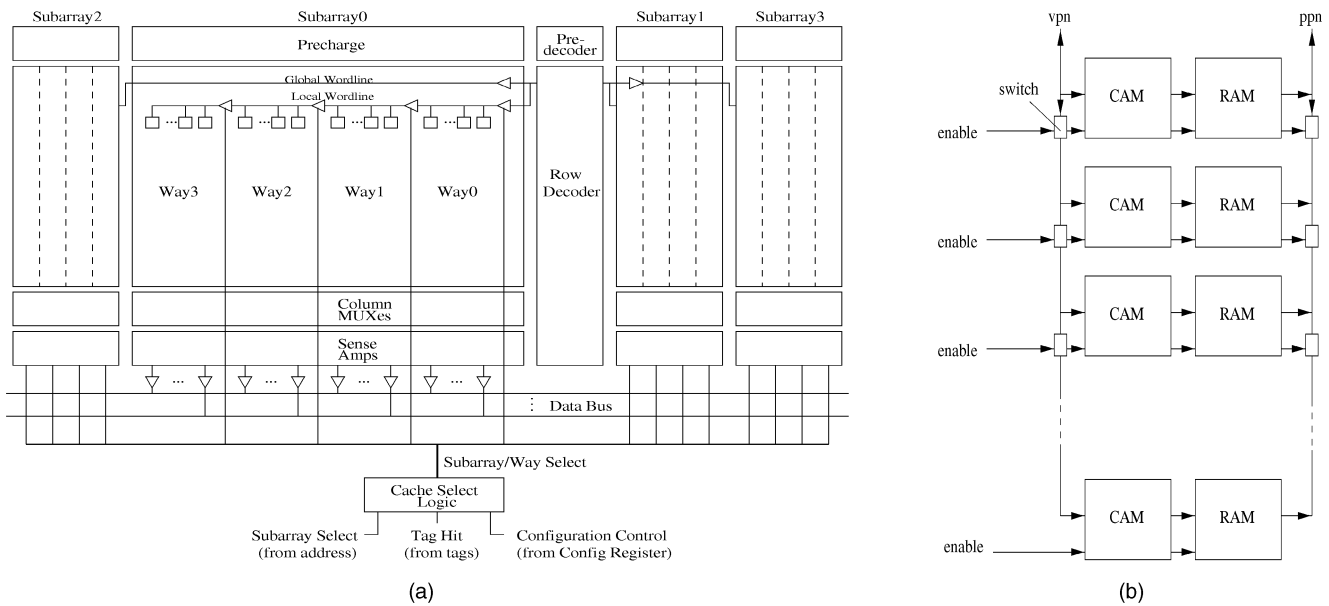 Subarray2 Subarray0 Subarray1 Subarray3
Precharge
Pre-
decoder
Global Wordline
Local Wordline
... ... ... ...
Way3 Way2 Way1 Way0
Row
Decoder
Column
MUXes
Sense
Amps
... ... ... ...
Data Bus
Subarray/Way Select
Cache Select
Logic
Subarray Select
(from address)
Tag Hit
(from tags)
Configuration Control
(from Config Register)
(a)
vpn ppn
switch
CAM RAM
enable
CAM RAM
enable
CAM RAM
enable
CAM RAM
enable
(b)